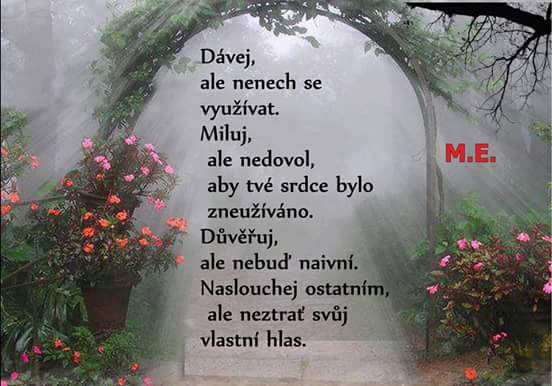 Dávej,
ale nenech se
využívat.
Miluj,
ale nedovol,
aby tvé srdce bylo
zneužíváno.
Důvěřuj,
ale nebuď naivní.
Naslouchej ostatním,
ale neztrať svůj
vlastní hlas.
M.E.